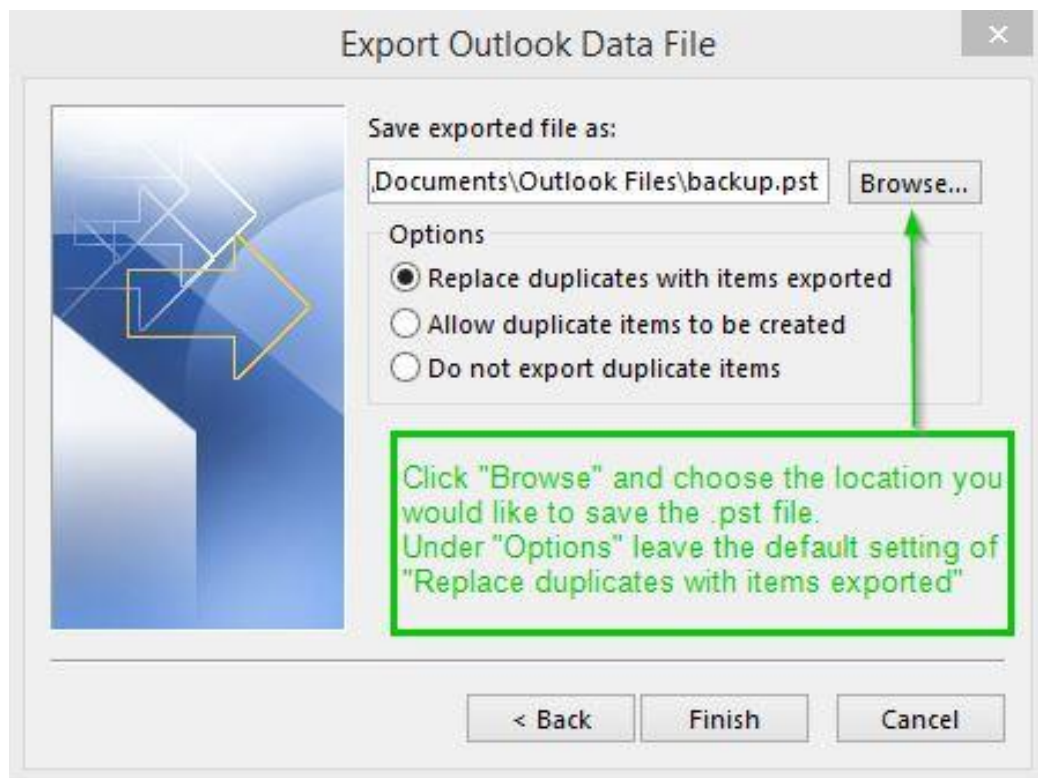 Export Outlook Data File
Save exported file as:
Documents\Outlook Files\backup.pst
Browse...
Options
Replace duplicates with items exported
Allow duplicate items to be created
Do not export duplicate items
Click "Browse" and choose the location you
would like to save the .pst file.
Under "Options" leave the default setting of
"Replace duplicates with items exported"
< Back
Finish
Cancel